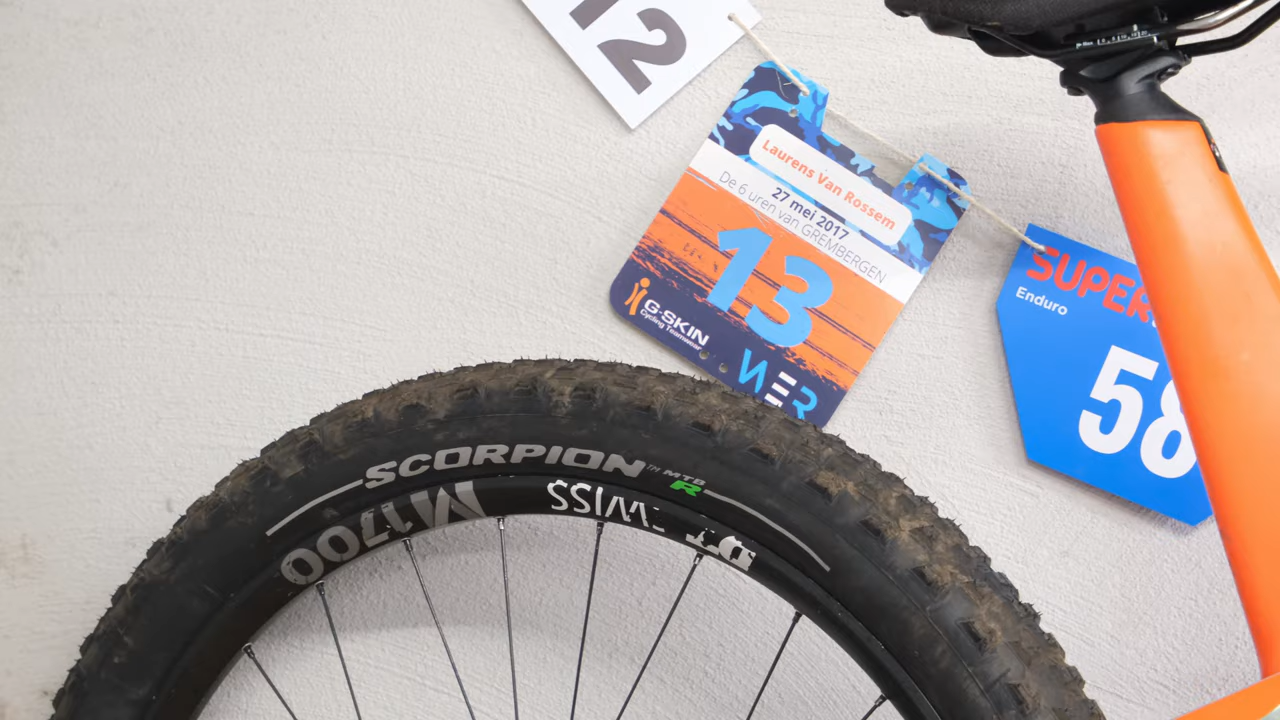 12
Laurens Van Rossem
27 mei 2017
De 6 uren van GREMBERGEN
13
G-SKIN
Cycling Teamwear
WER
SUPER
Enduro
58
SCORPION™ MTB
R
M1700
SWISS
DT